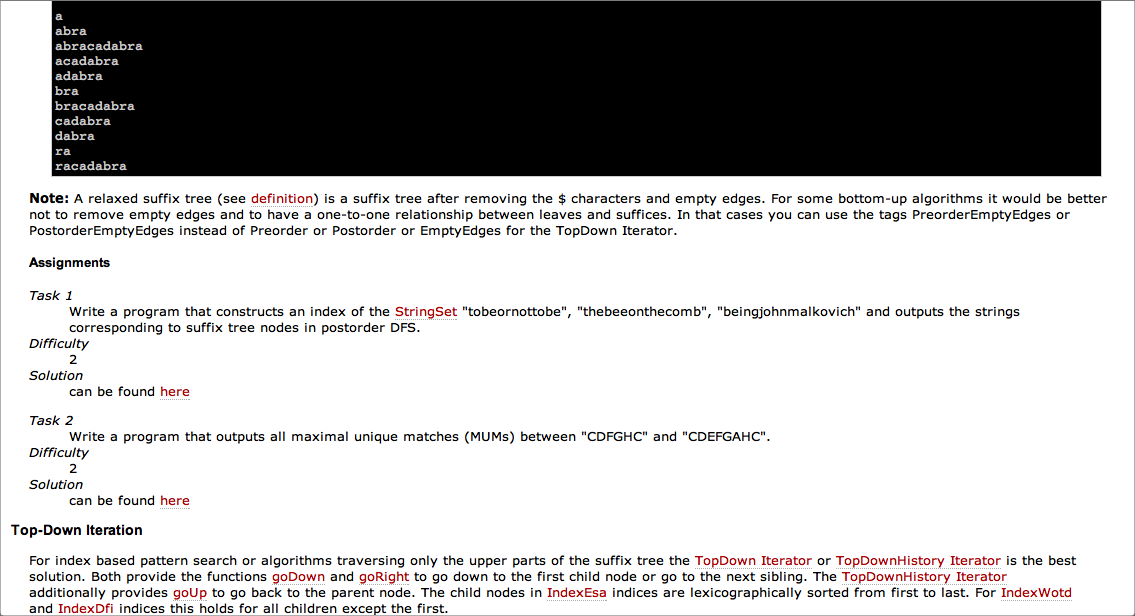 a
abra
abracadabra
acadabra
adabra
bra
bracadabra
cadabra
dabra
ra
racadabra
Note: A relaxed suffix tree (see definition) is a suffix tree after removing the $ characters and empty edges. For some bottom-up algorithms it would be better
not to remove empty edges and to have a one-to-one relationship between leaves and suffices. In that cases you can use the tags PreorderEmptyEdges or
PostorderEmptyEdges instead of Preorder or Postorder or EmptyEdges for the TopDown Iterator.
Assignments
Task 1
Write a program that constructs an index of the StringSet "tobeornottobe", "thebeeonthecomb", "beingjohnmalkovich" and outputs the strings
corresponding to suffix tree nodes in postorder DFS.
Difficulty
2
Solution
can be found here
Task 2
Write a program that outputs all maximal unique matches (MUMs) between "CDFGHC" and "CDEFGAHC".
Difficulty
2
Solution
can be found here
Top-Down Iteration
For index based pattern search or algorithms traversing only the upper parts of the suffix tree the TopDown Iterator or TopDownHistory Iterator is the best
solution. Both provide the functions goDown and goRight to go down to the first child node or go to the next sibling. The TopDownHistory Iterator
additionally provides goUp to go back to the parent node. The child nodes in IndexEsa indices are lexicographically sorted from first to last. For IndexWotd
and IndexDfi indices this holds for all children except the first.